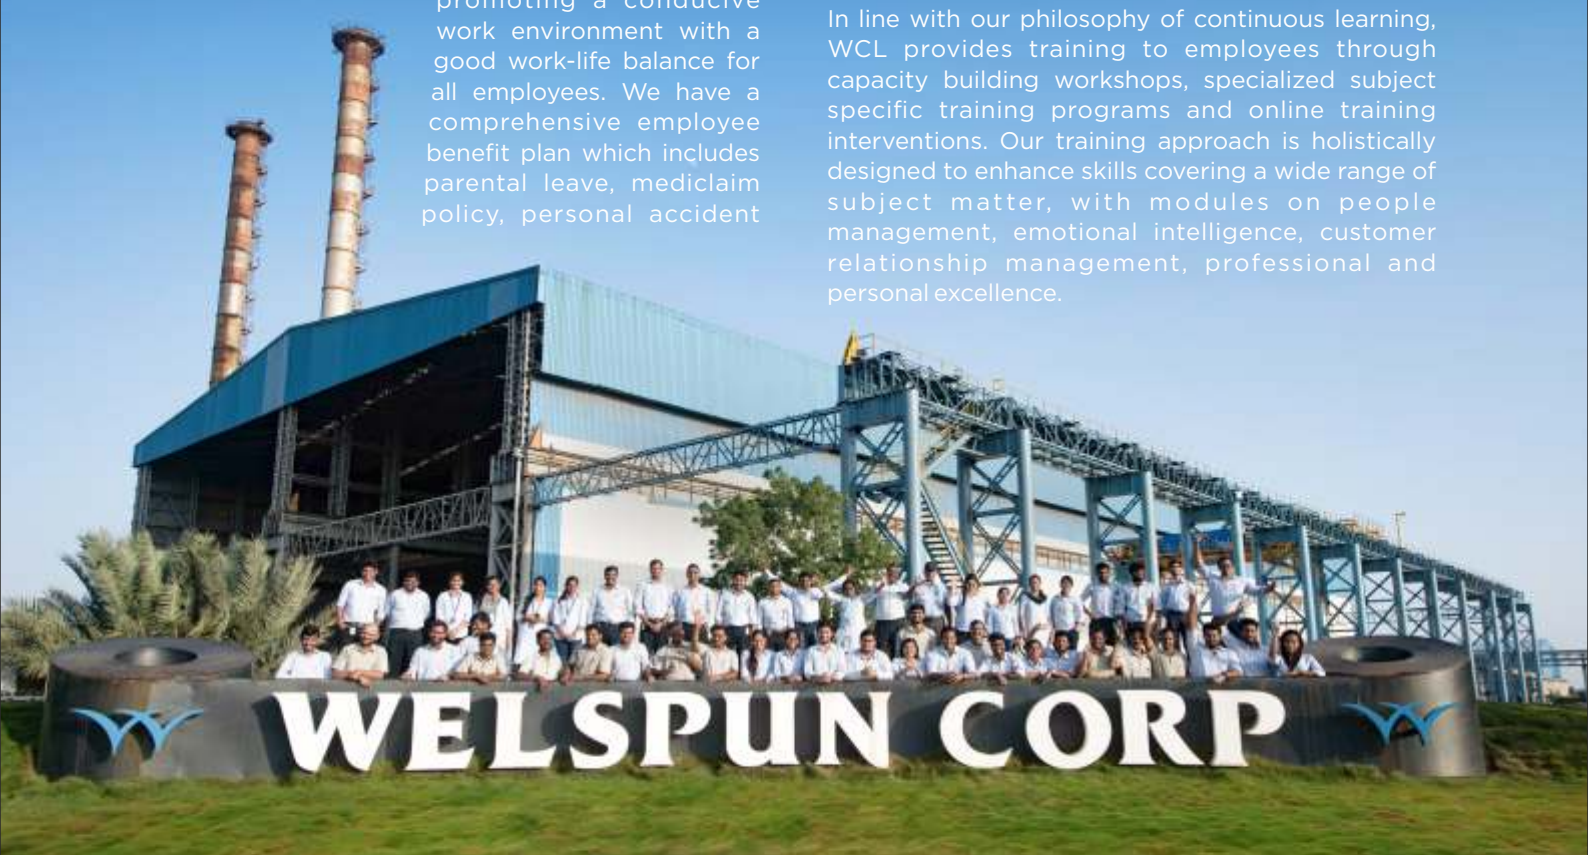 promoting a conducive
work environment with a
good work-life balance for
all employees. We have a
comprehensive employee
benefit plan which includes
parental leave, mediclaim
policy, personal accident
In line with our philosophy of continuous learning,
WCL provides training to employees through
capacity building workshops, specialized subject
specific training programs and online training
interventions. Our training approach is holistically
designed to enhance skills covering a wide range of
subject matter, with modules on people
management, emotional intelligence, customer
relationship management, professional and
personal excellence.
WELSPUN CORP